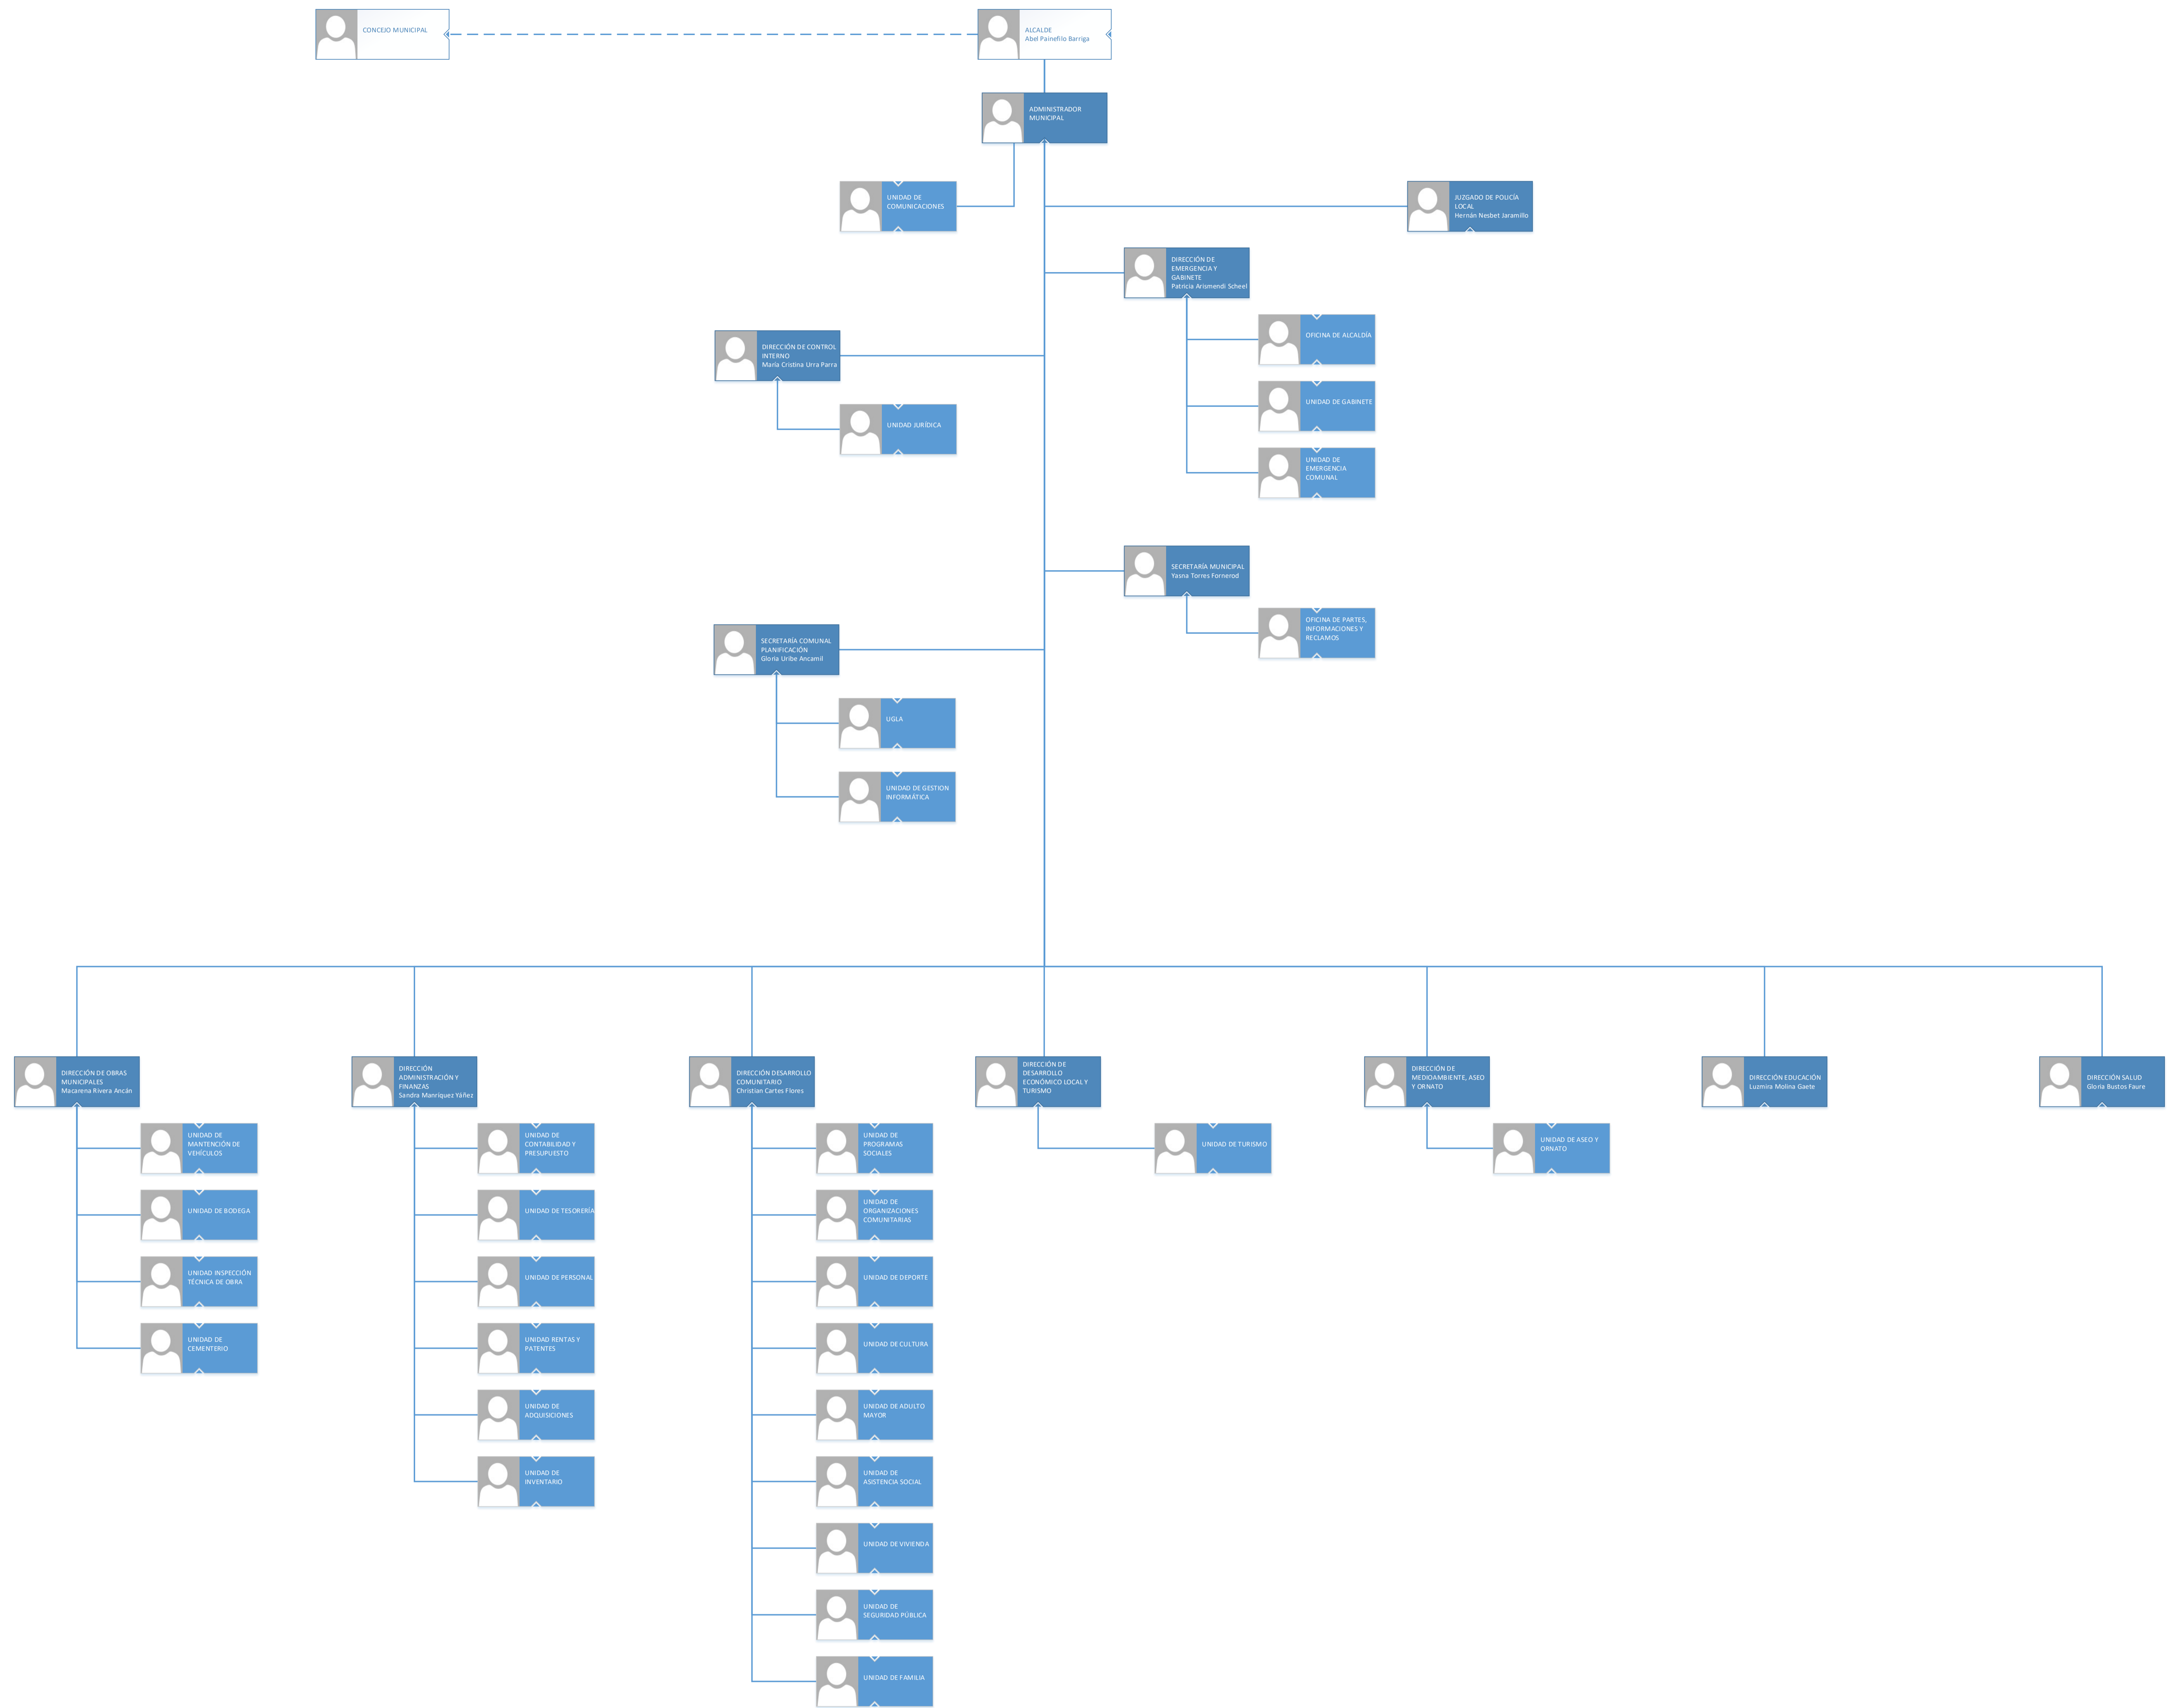 CONCEJO MUNICIPAL
ALCALDE
Abel Painefilo Barriga
ADMINISTRADOR
MUNICIPAL
UNIDAD DE
COMUNICACIONES
JUZGADO DE POLICÍA
LOCAL
Hernán Nesbet Jaramillo
DIRECCIÓN DE
EMERGENCIA Y
GABINETE
Patricia Arismendi Scheel
OFICINA DE ALCALDÍA
DIRECCIÓN DE CONTROL
INTERNO
María Cristina Urra Parra
UNIDAD DE GABINETE
UNIDAD JURÍDICA
UNIDAD DE
EMERGENCIA
COMUNAL
SECRETARÍA MUNICIPAL
Yasna Torres Fornerod
OFICINA DE PARTES,
INFORMACIONES Y
RECLAMOS
SECRETARÍA COMUNAL
PLANIFICACIÓN
Gloria Uribe Ancamil
UGLA
UNIDAD DE GESTION
INFORMÁTICA
DIRECCIÓN DE OBRAS
MUNICIPALES
Macarena Rivera Ancán
UNIDAD DE
MANTENCIÓN DE
VEHÍCULOS
UNIDAD DE BODEGA
UNIDAD INSPECCIÓN
TÉCNICA DE OBRA
UNIDAD DE
CEMENTERIO
DIRECCIÓN
ADMINISTRACIÓN Y
FINANZAS
Sandra Manríquez Yáñez
UNIDAD DE
CONTABILIDAD Y
PRESUPUESTO
UNIDAD DE TESORERÍA
UNIDAD DE PERSONAL
UNIDAD RENTAS Y
PATENTES
UNIDAD DE
ADQUISICIONES
UNIDAD DE
INVENTARIO
DIRECCIÓN DESARROLLO
COMUNITARIO
Christian Cartes Flores
UNIDAD DE
PROGRAMAS
SOCIALES
UNIDAD DE
ORGANIZACIONES
COMUNITARIAS
UNIDAD DE DEPORTE
UNIDAD DE CULTURA
UNIDAD DE ADULTO
MAYOR
UNIDAD DE
ASISTENCIA SOCIAL
UNIDAD DE VIVIENDA
UNIDAD DE
SEGURIDAD PÚBLICA
UNIDAD DE FAMILIA
DIRECCIÓN DE
DESARROLLO
ECONÓMICO LOCAL Y
TURISMO
UNIDAD DE TURISMO
DIRECCIÓN DE
MEDIOAMBIENTE, ASEO
Y ORNATO
UNIDAD DE ASEO Y
ORNATO
DIRECCIÓN EDUCACIÓN
Luzmira Molina Gaete
DIRECCIÓN SALUD
Gloria Bustos Faure